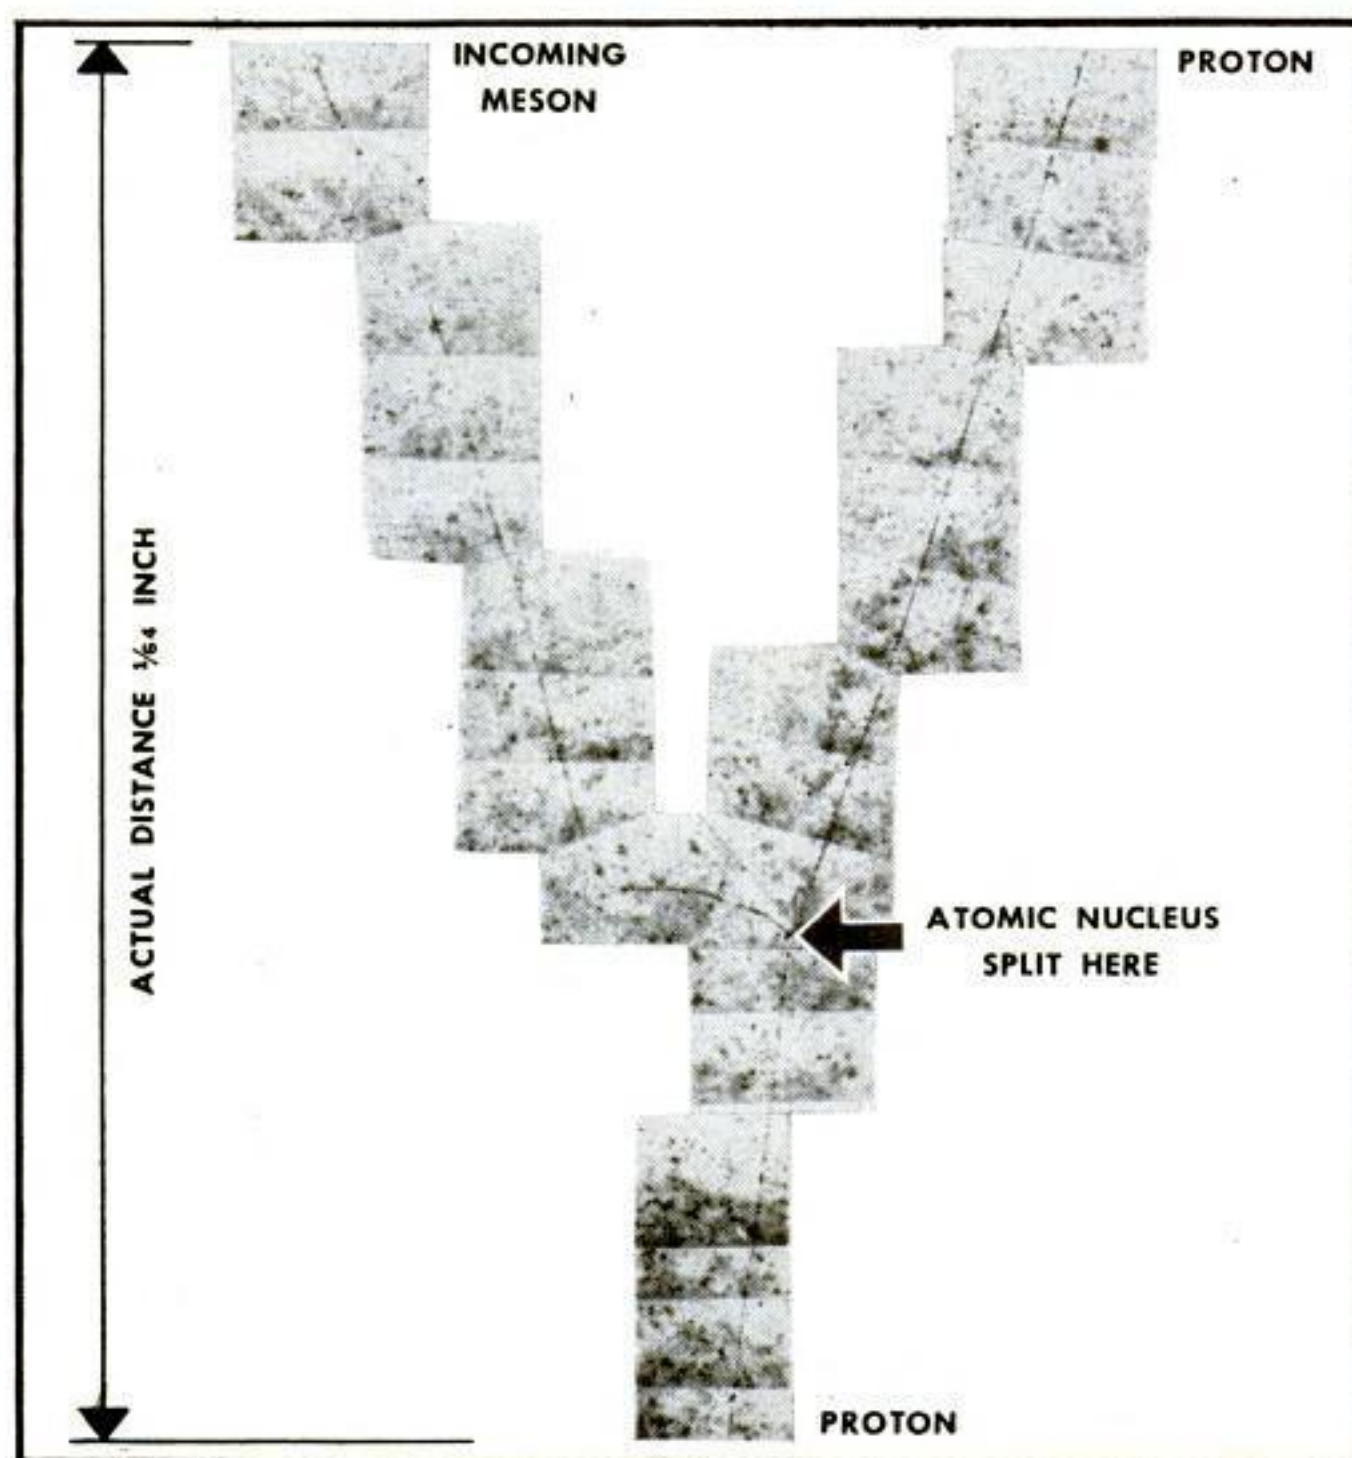 INCOMING
MESON
PROTON
ACTUAL DISTANCE 1/64 INCH
ATOMIC NUCLEUS
SPLIT HERE
PROTON